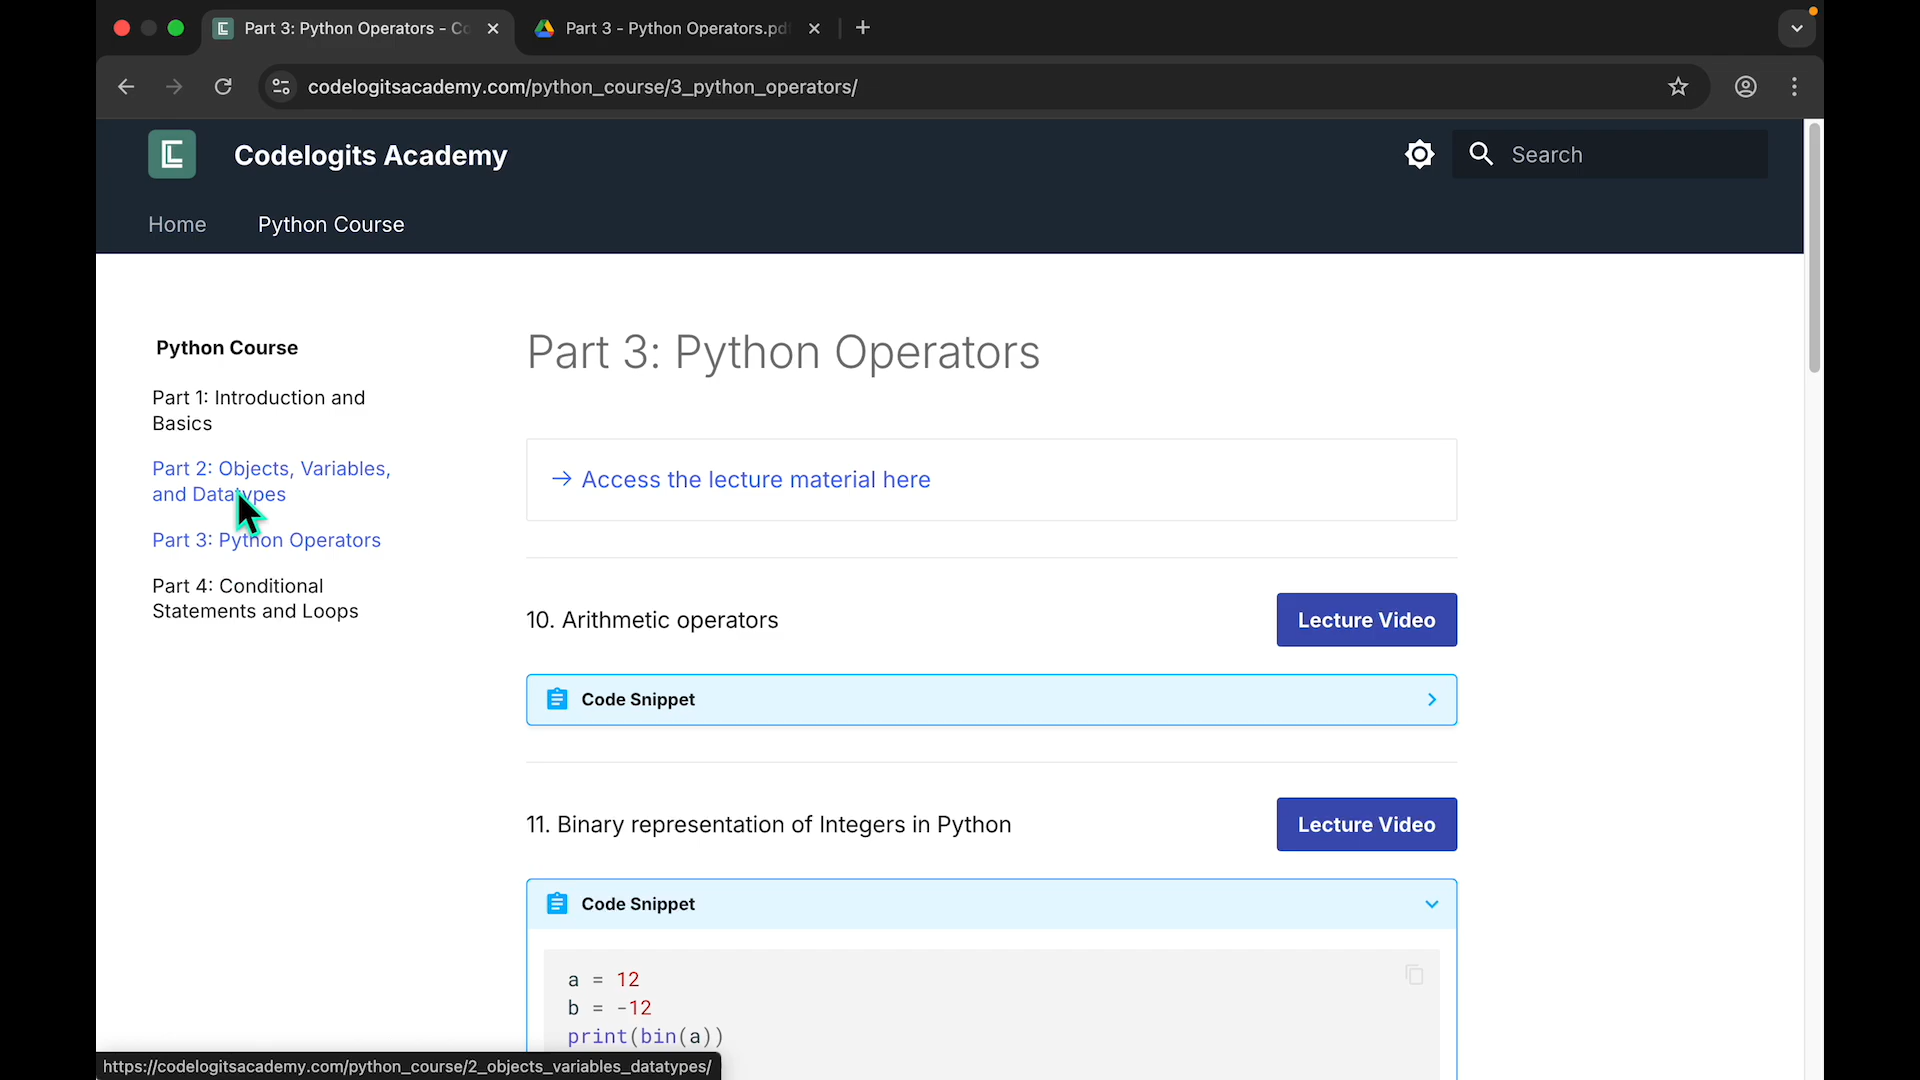 Part 3: Python Operators - Co
Part 3 - Python Operators.pdf
codelogitsacademy.com/python_course/3_python_operators/
Codelogits Academy
Search
Home
Python Course
Python Course
Part 1: Introduction and
Basics
Part 2: Objects, Variables,
and Datatypes
Part 3: Python Operators
Part 4: Conditional
Statements and Loops
Part 3: Python Operators
→ Access the lecture material here
10. Arithmetic operators
Lecture Video
Code Snippet
11. Binary representation of Integers in Python
Lecture Video
Code Snippet
a = 12
b = -12
print(bin(a))
https://codelogitsacademy.com/python_course/2_objects_variables_datatypes/